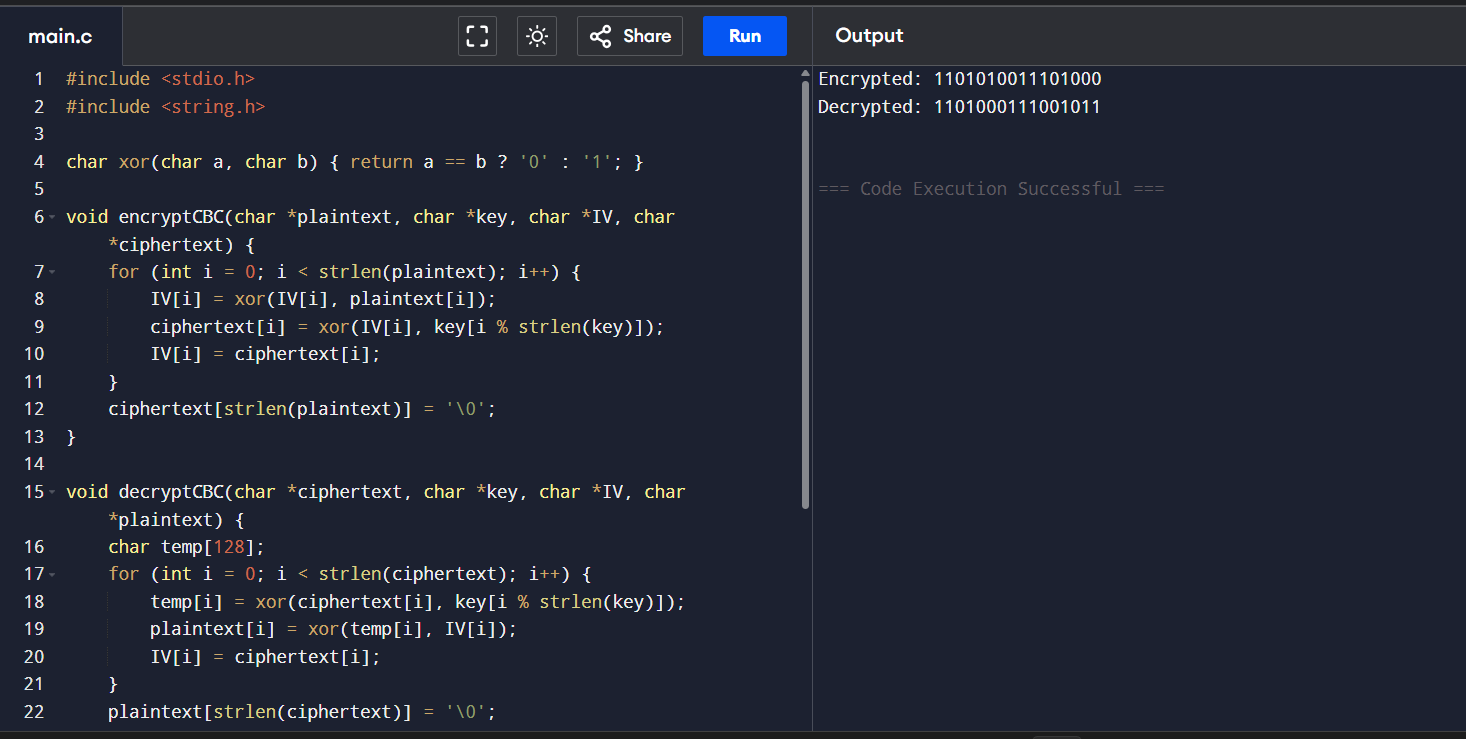 main.c
Share
Run
Output
1 #include <stdio.h>
2 #include <string.h>
3
4 char xor(char a, char b) { return a == b ? '0' : '1'; }
5
6 void encryptCBC(char *plaintext, char *key, char *IV, char
*ciphertext) {
7 for (int i = 0; i < strlen(plaintext); i++) {
8 IV[i] = xor(IV[i], plaintext[i]);
9 ciphertext[i] = xor(IV[i], key[i % strlen(key)]);
10 IV[i] = ciphertext[i];
11 }
12 ciphertext[strlen(plaintext)] = '\0';
13 }
14
15 void decryptCBC(char *ciphertext, char *key, char *IV, char
*plaintext) {
16 char temp[128];
17 for (int i = 0; i < strlen(ciphertext); i++) {
18 temp[i] = xor(ciphertext[i], key[i % strlen(key)]);
19 plaintext[i] = xor(temp[i], IV[i]);
20 IV[i] = ciphertext[i];
21 }
22 plaintext[strlen(ciphertext)] = '\0';
Encrypted: 1101010011101000
Decrypted: 1101000111001011
=== Code Execution Successful ===